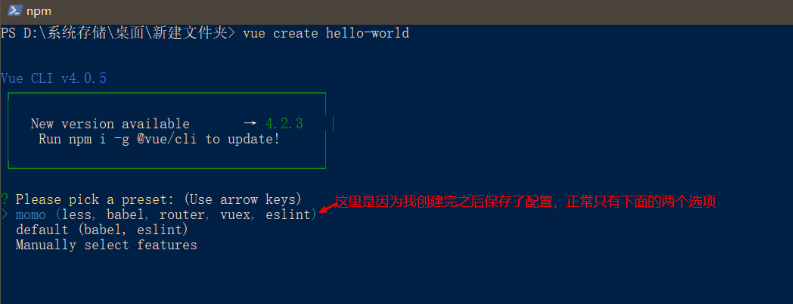 npm
PS D:\系统存储\桌面\新建文件夹> vue create hello-world
Vue CLI v4.0.5
New version available → 4.2.3
Run npm i -g @vue/cli to update!
? Please pick a preset: (Use arrow keys)
> momo (less, babel, router, vuex, eslint) 这里是因为我创建完之后保存了配置，正常只有下面的两个选项
default (babel, eslint)
Manually select features